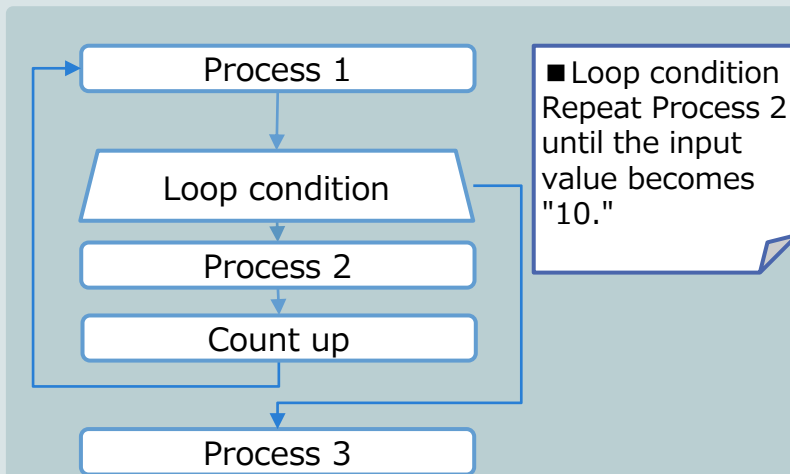 Process 1
Loop condition
Process 2
Count up
Process 3
■ Loop condition
Repeat Process 2
until the input
value becomes
"10."